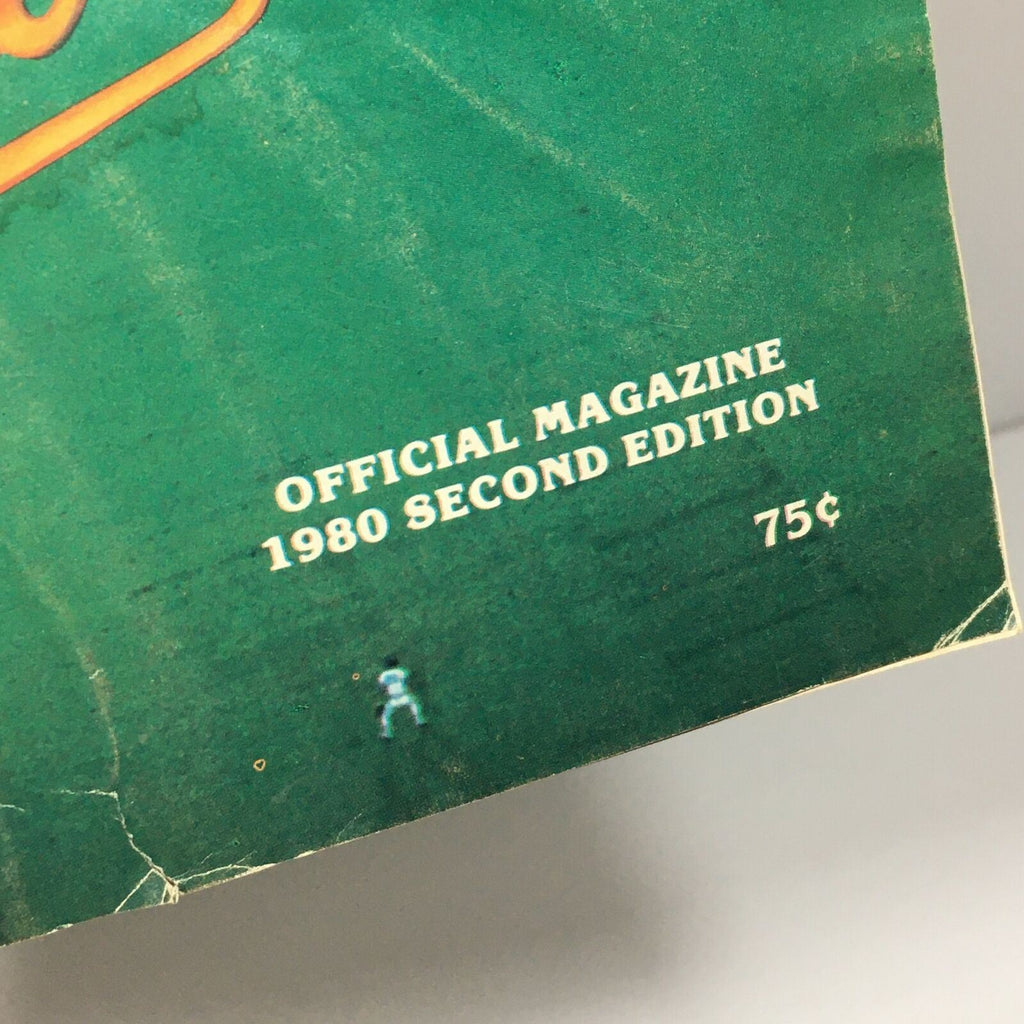 OFFICIAL MAGAZINE
1980 SECOND EDITION
75¢